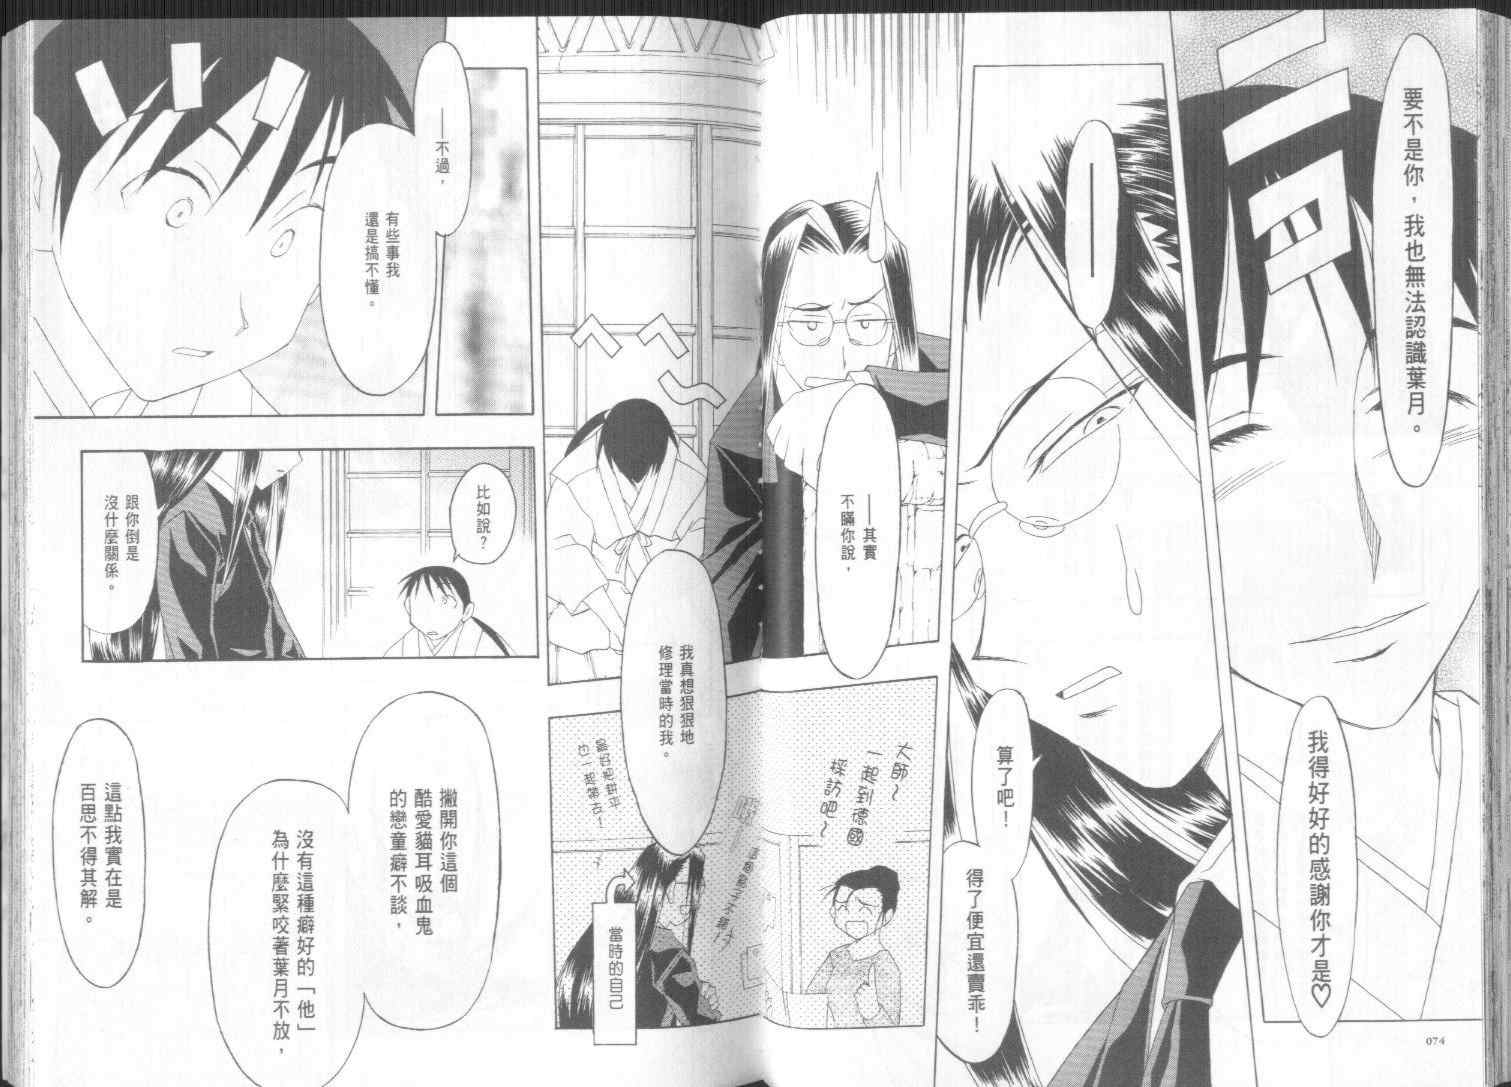 要不是你，我也無法認識葉月。
我得好好的感謝你才是♡
――
算了吧！
得了便宜還賣乖！
――其實
不瞞你說，
我真想狠狠地
修理當時的我。
大師～
一起到德國
採訪吧～
也一起帶去！
當時的自己
――不過，
有些事我
還是搞不懂。
比如說？
跟你倒是
沒什麼關係。
撇開你這個
酷愛貓耳吸血鬼
的戀童癖不談，
沒有這種癖好的「他」
為什麼緊咬著葉月不放，
這點我實在是
百思不得其解。
074